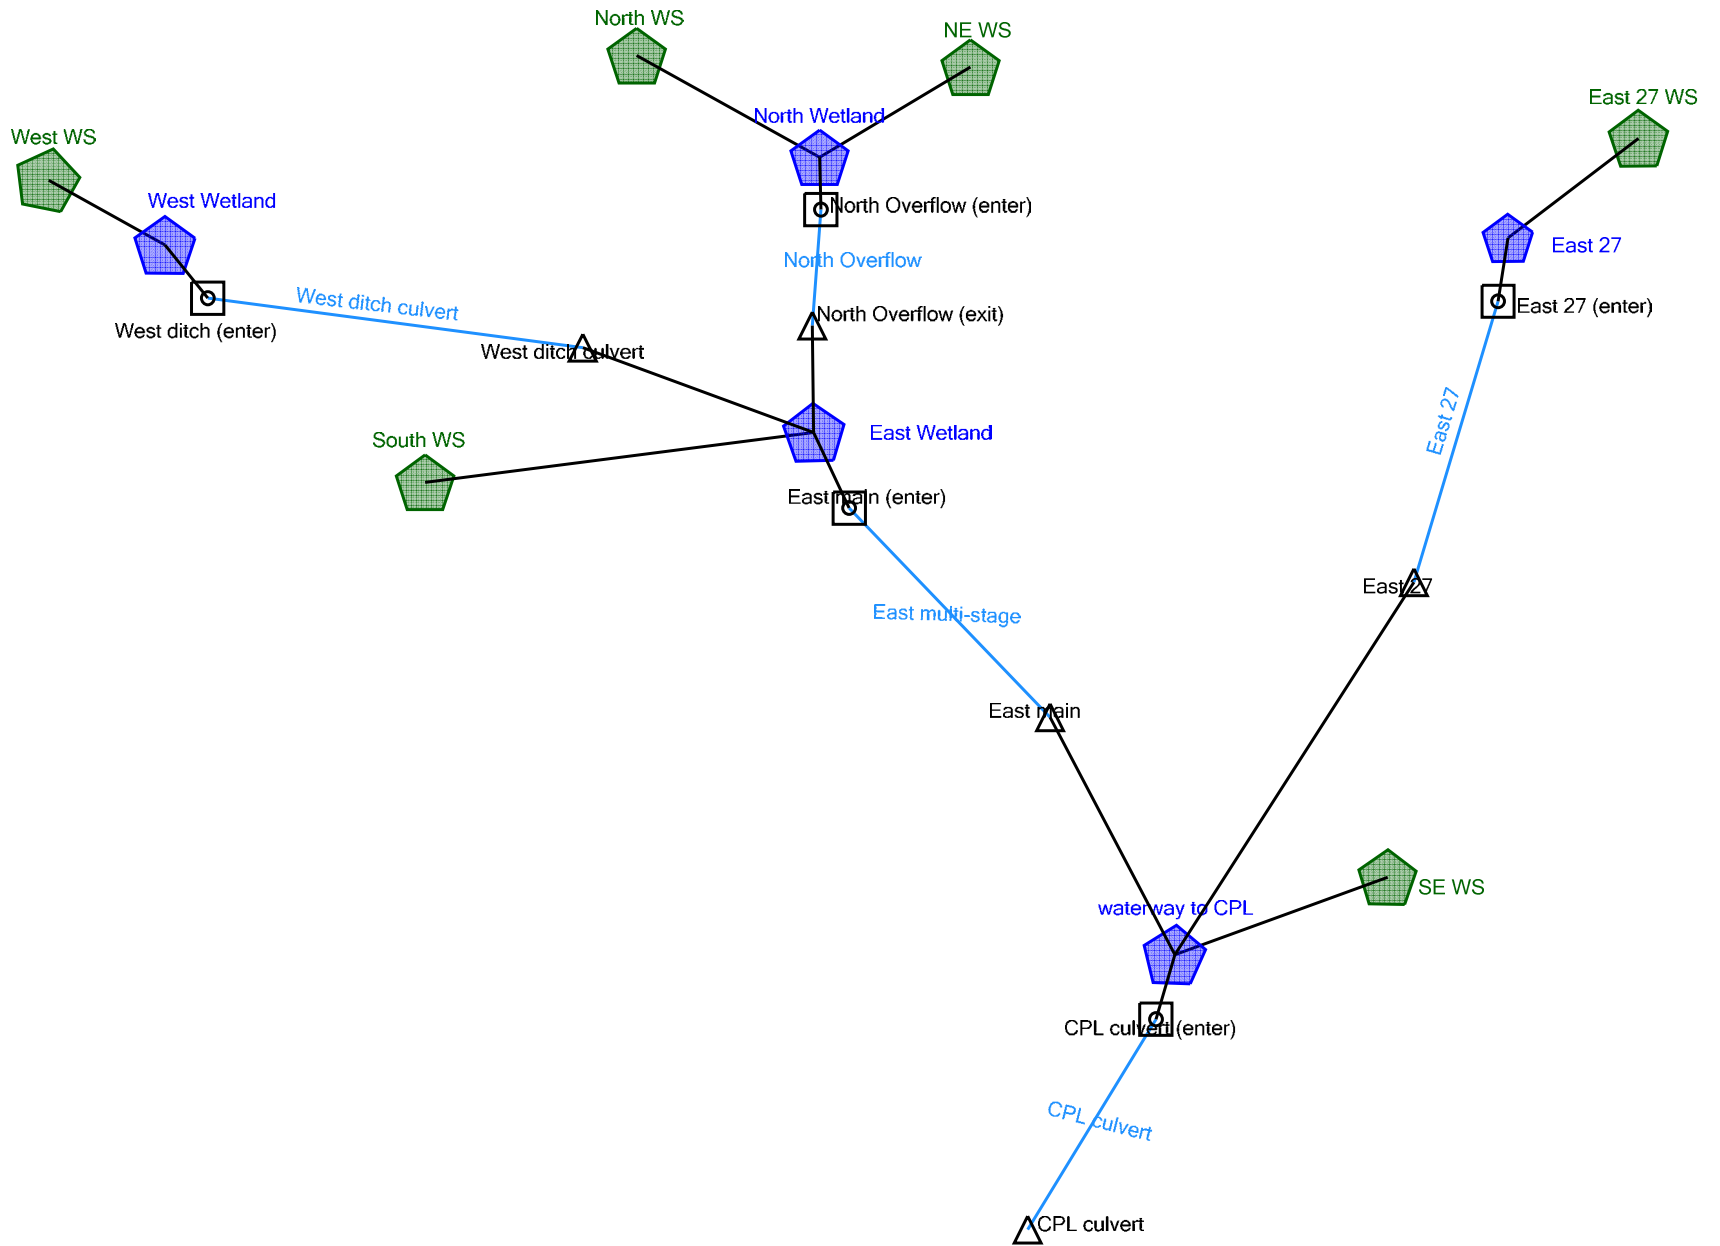 North WS
NE WS
East 27 WS
North Wetland
West WS
West Wetland
North Overflow (enter)
East 27
North Overflow
West ditch culvert
East 27 (enter)
North Overflow (exit)
West ditch (enter)
West ditch culvert
East 27
East Wetland
South WS
East main (enter)
East 27
East multi-stage
East main
SE WS
waterway to CPL
CPL culvert (enter)
CPL culvert
CPL culvert